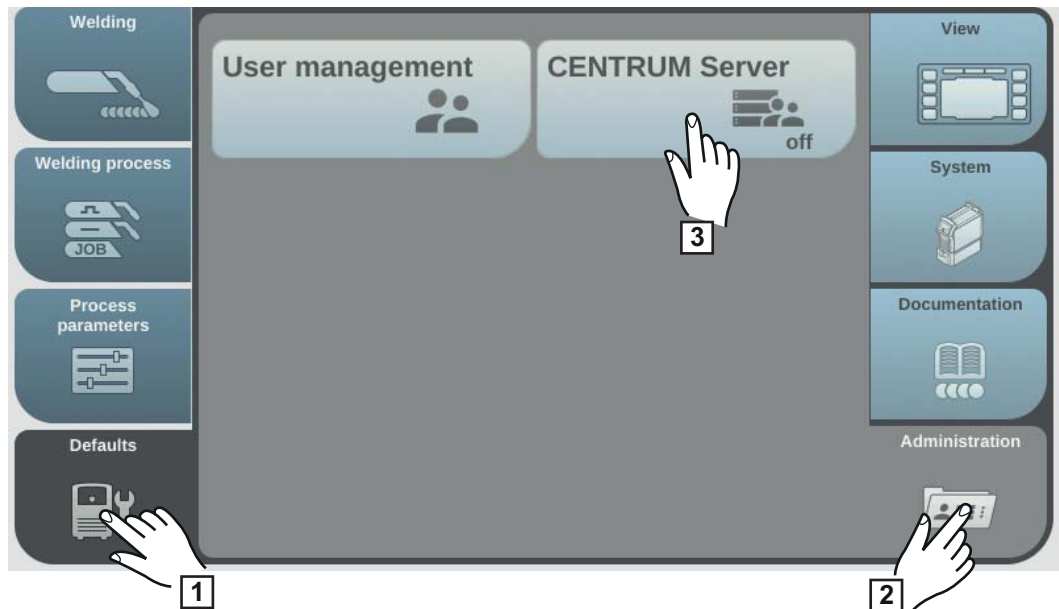 Welding
Welding process
JOB
Process
parameters
Defaults
1
User management
CENTRUM Server
off
3
View
System
Documentation
Administration
2